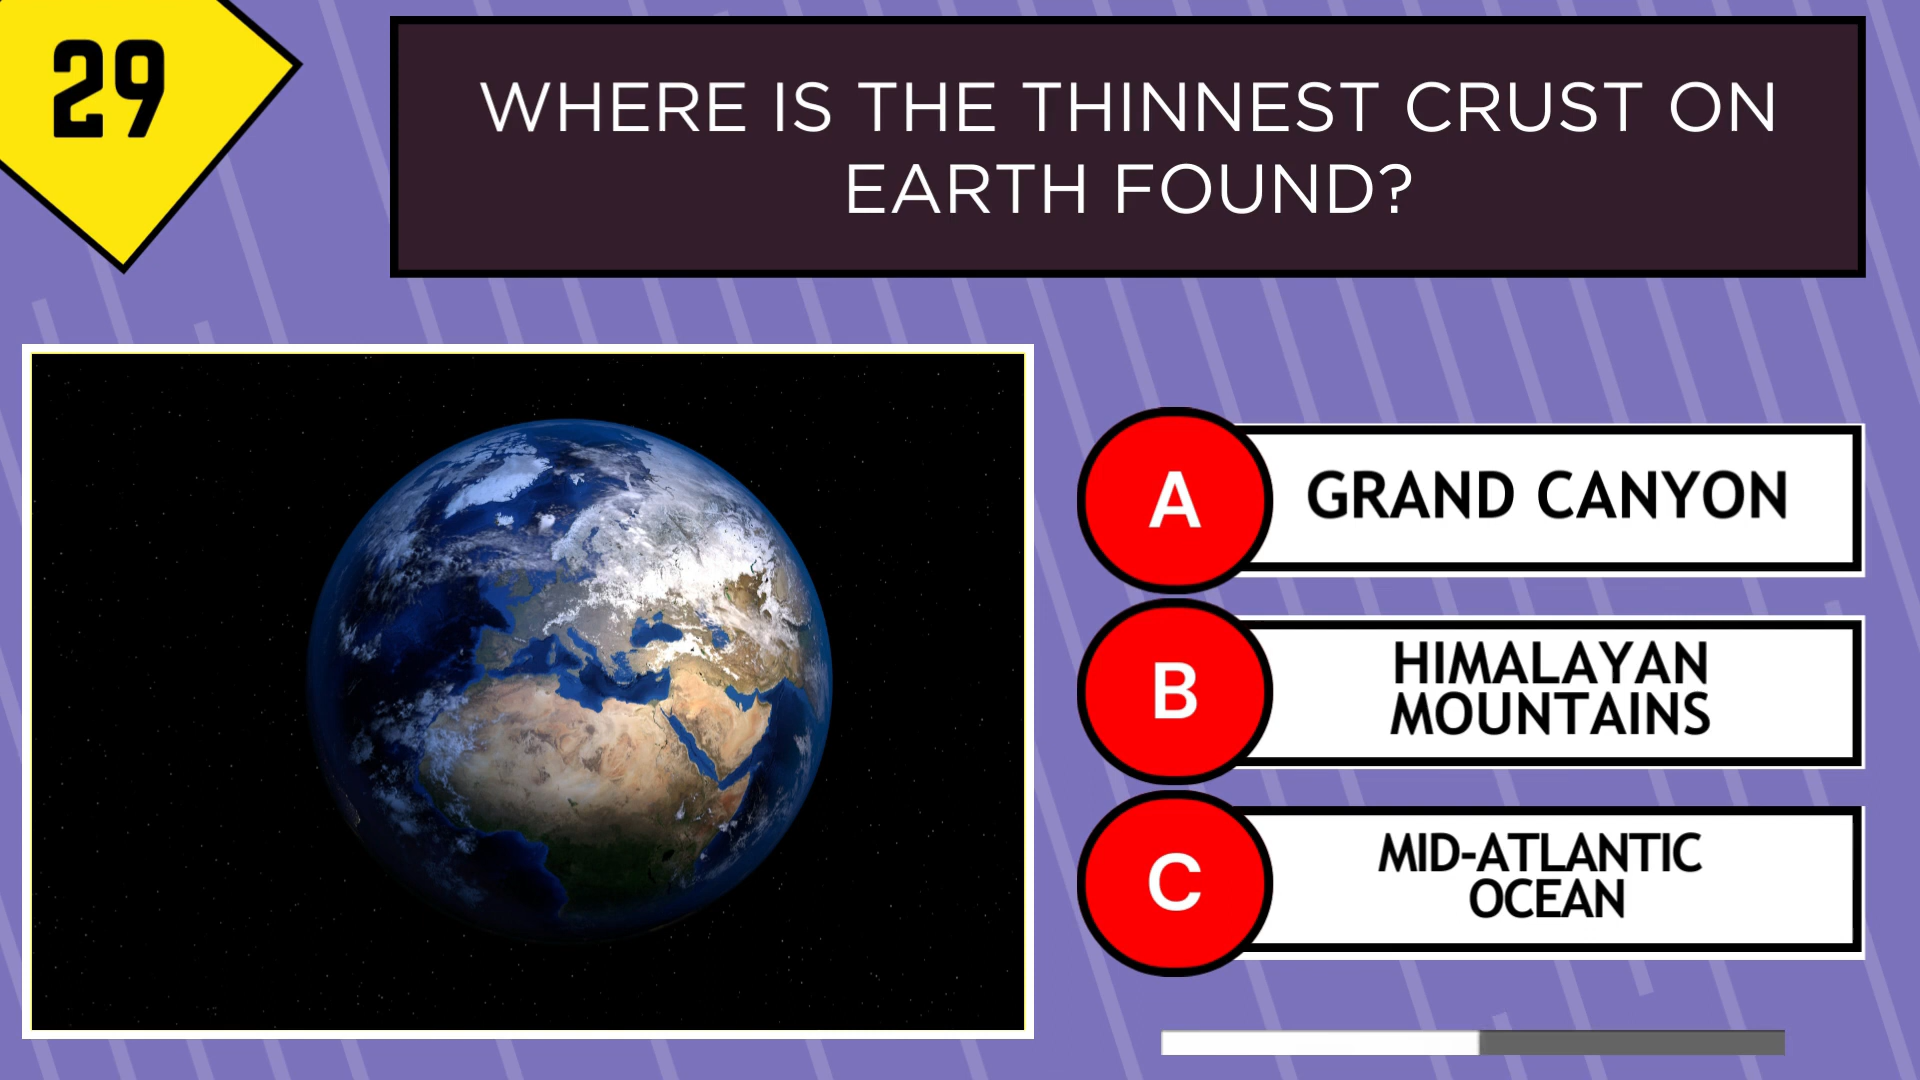 29
WHERE IS THE THINNEST CRUST ON
EARTH FOUND?
A
GRAND CANYON
B
HIMALAYAN
MOUNTAINS
C
MID-ATLANTIC
OCEAN